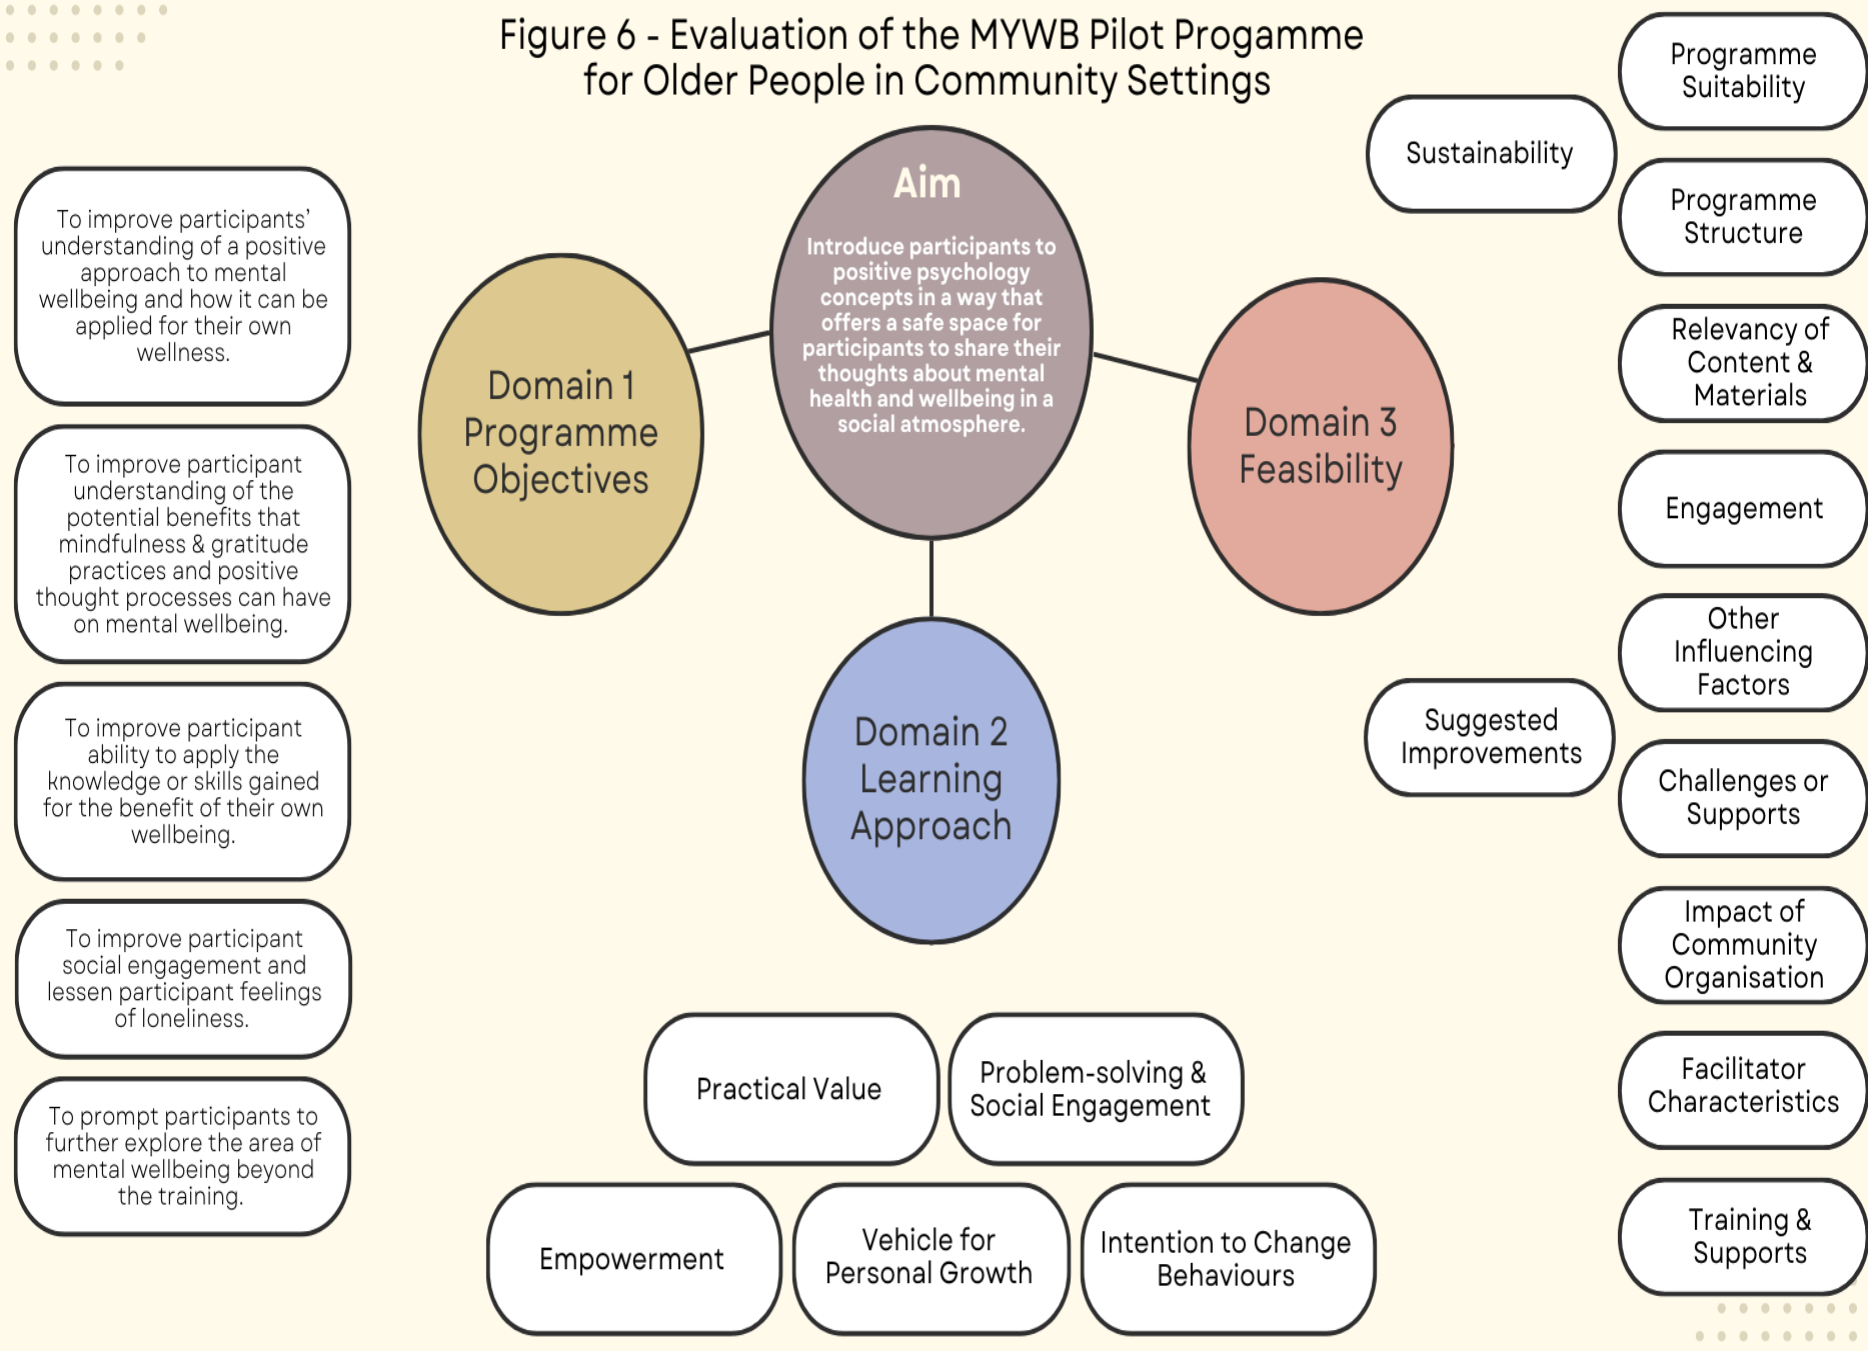 Figure 6 - Evaluation of the MYWB Pilot Progamme
for Older People in Community Settings
Aim
Introduce participants to
positive psychology
concepts in a way that
offers a safe space for
participants to share their
thoughts about mental
health and wellbeing in a
social atmosphere.
Domain 1
Programme
Objectives
To improve participants’
understanding of a positive
approach to mental
wellbeing and how it can be
applied for their own
wellness.
To improve participant
understanding of the
potential benefits that
mindfulness & gratitude
practices and positive
thought processes can have
on mental wellbeing.
To improve participant
ability to apply the
knowledge or skills gained
for the benefit of their own
wellbeing.
To improve participant
social engagement and
lessen participant feelings
of loneliness.
To prompt participants to
further explore the area of
mental wellbeing beyond
the training.
Domain 2
Learning
Approach
Practical Value
Problem-solving &
Social Engagement
Empowerment
Vehicle for
Personal Growth
Intention to Change
Behaviours
Domain 3
Feasibility
Sustainability
Suggested
Improvements
Programme
Suitability
Programme
Structure
Relevancy of
Content &
Materials
Engagement
Other
Influencing
Factors
Challenges or
Supports
Impact of
Community
Organisation
Facilitator
Characteristics
Training &
Supports